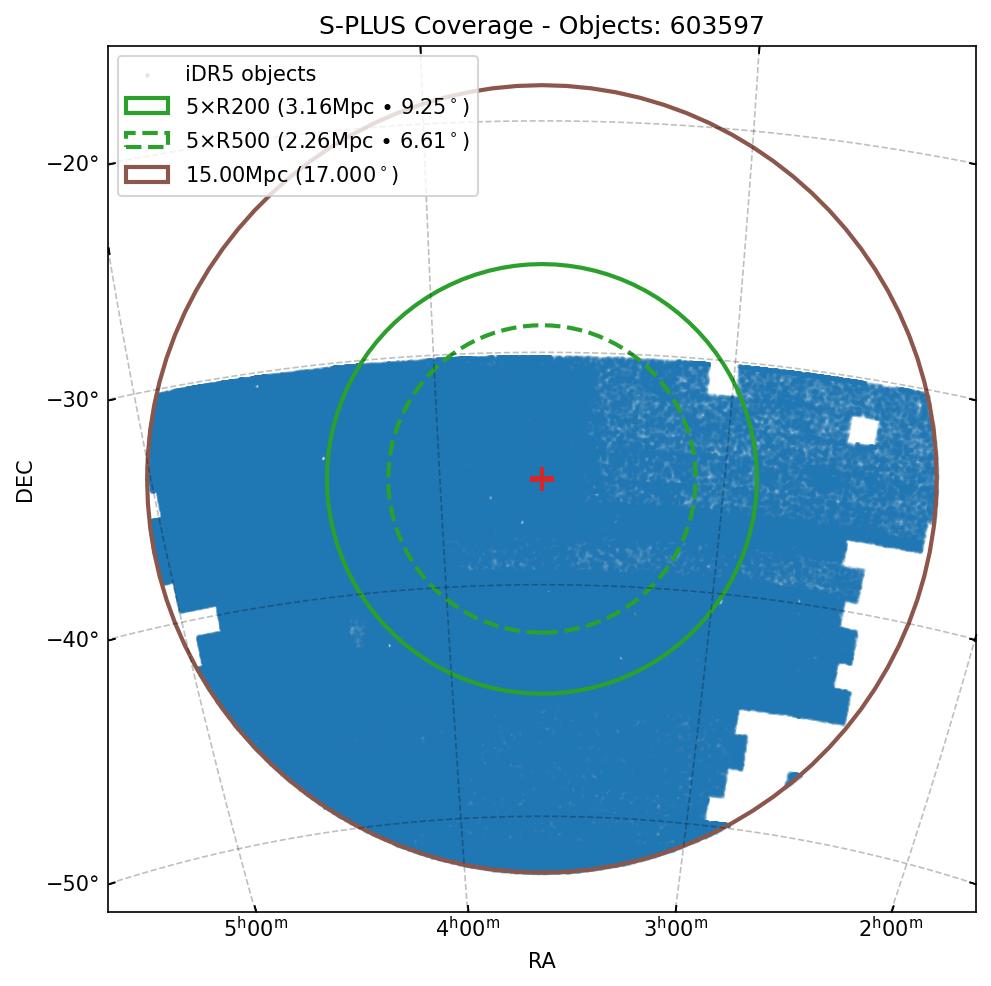 S-PLUS Coverage - Objects: 603597
iDR5 objects
5×R200 (3.16Mpc • 9.25°)
5×R500 (2.26Mpc • 6.61°)
15.00Mpc (17.000°)
−20°
−30°
−40°
−50°
DEC
5ʰ00ᵐ 4ʰ00ᵐ 3ʰ00ᵐ 2ʰ00ᵐ
RA